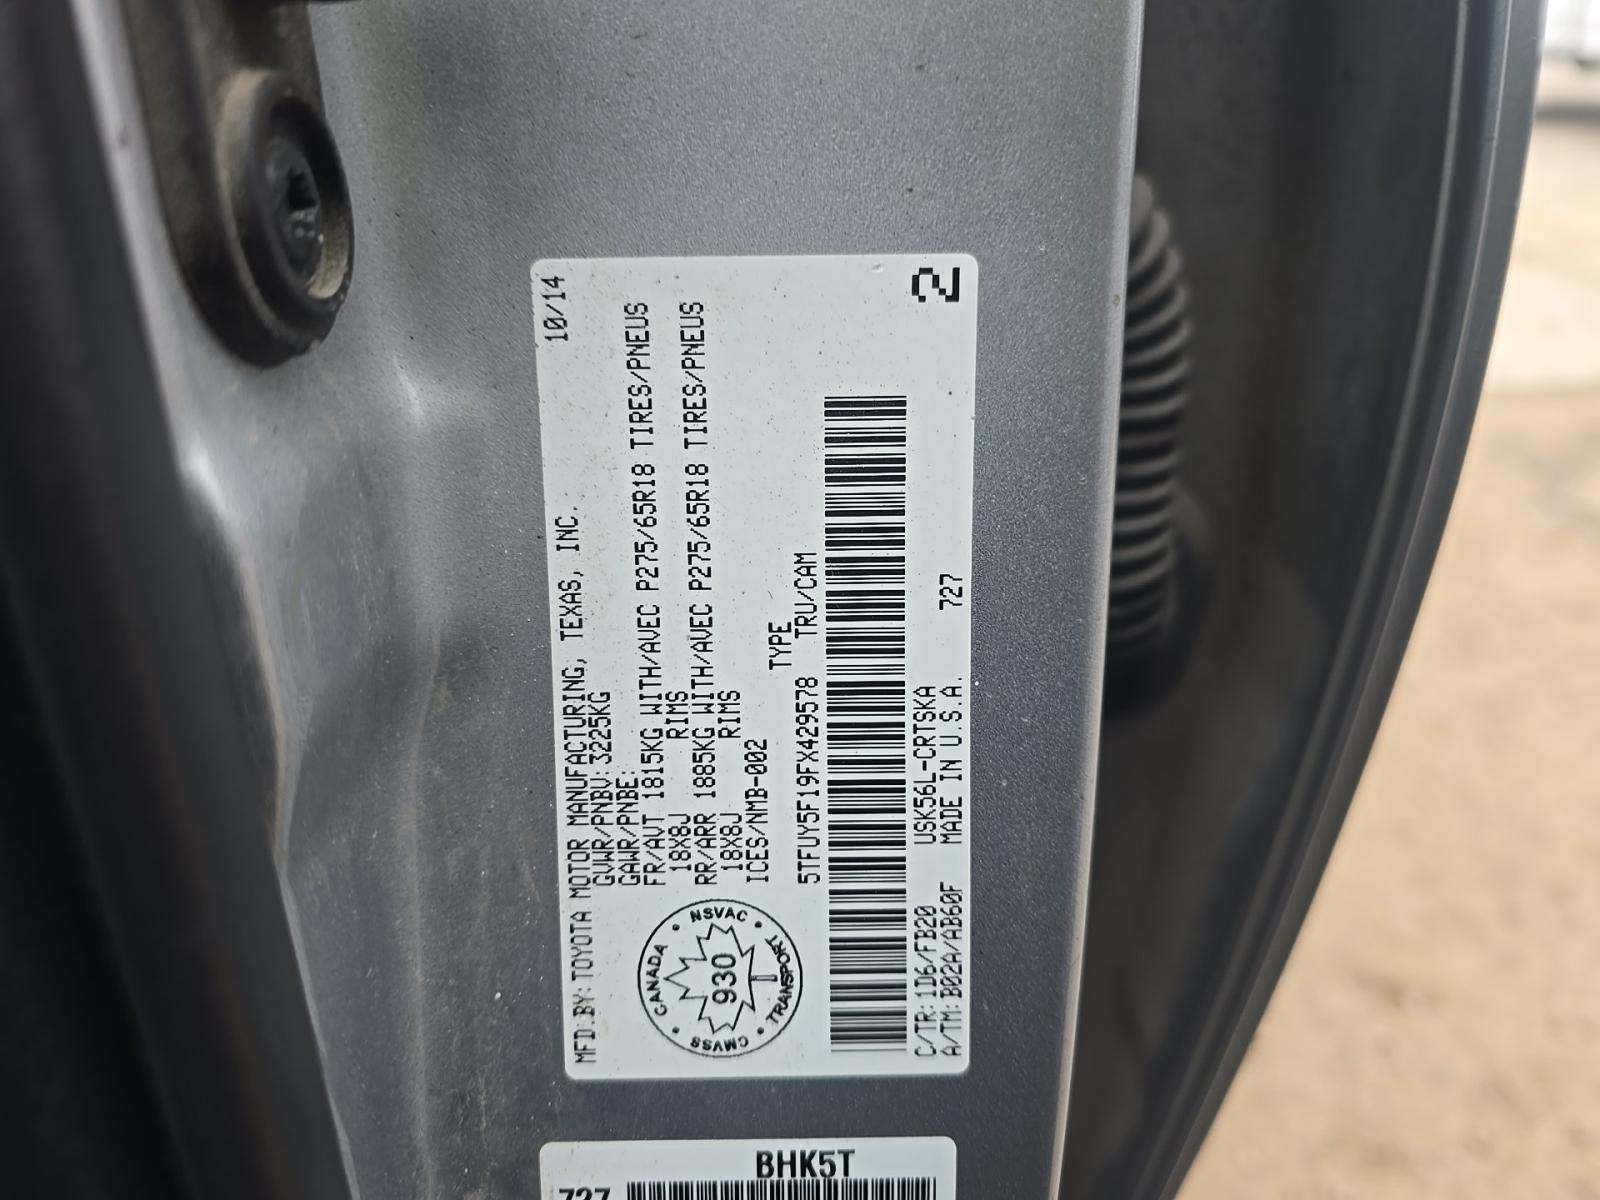 MFD.BY:TOYOTA MOTOR MANUFACTURING, TEXAS, INC. 10/14
GVWR/PNBV:3225KG
GAWR/PNBE:
FR/AVT 1815KG WITH/AVEC P275/65R18 TIRES/PNEUS
18X8J RIMS
RR/ARR 1885KG WITH/AVEC P275/65R18 TIRES/PNEUS
18X8J RIMS
ICES/NMB-002
TYPE
5TFUY5F19FX429578 TRU/CAM
CANADA
NSVAC
930
T
CMVSS
TRANSPORT
C/TR:1D6/FB20 USK56L-CRTSKA
A/TM:B02A/AB60F MADE IN U.S.A. 727
2
BHK5T
727